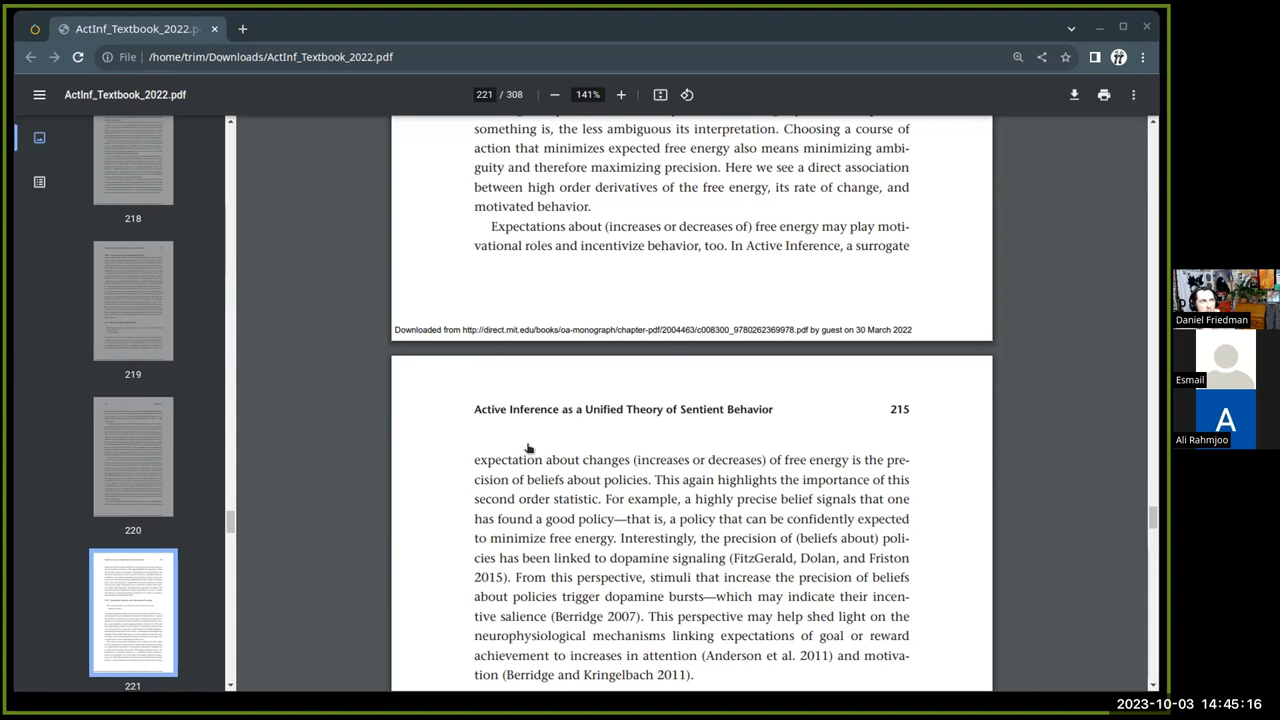 ActInf_Textbook_2022.p
File
/home/trim/Downloads/ActInf_Textbook_2022.pdf
ActInf_Textbook_2022.pdf
221 / 308
141%
218
219
220
221
something is, the less ambiguous its interpretation. Choosing a course of
action that minimizes expected free energy also means minimizing ambi-
guity and therefore maximizing precision. Here we see a direct association
between high order derivatives of the free energy, its rate of change, and
motivated behavior.
Expectations about (increases or decreases of) free energy may play moti-
vational roles and incentivize behavior, too. In Active Inference, a surrogate
Downloaded from http://direct.mit.edu/books/oa-monograph/chapter-pdf/2004463/c008300_9780262369978.pdf by guest on 30 March 2022
Active Inference as a Unified Theory of Sentient Behavior 215
expectation about changes (increases or decreases) of free energy is the pre-
cision of beliefs about policies. This again highlights the importance of this
second order statistic. For example, a highly precise belief signals that one
has found a good policy—that is, a policy that can be confidently expected
to minimize free energy. Interestingly, the precision of (beliefs about) poli-
cies has been linked to dopamine signaling (FitzGerald, Dolan, and Friston
2015). From this perspective, stimuli that increase the precision of beliefs
about policies trigger dopamine bursts—which may indicate their incen-
tive salience (Berridge 2007). This perspective may help shed light on the
neurophysiological mechanisms linking expectations of goal or reward
achievement to increases in attention (Anderson et al. 2011) and motiva-
tion (Berridge and Kringelbach 2011).
Daniel Friedman
Esmail
A
Ali Rahmjoo
2023-10-03 14:45:16